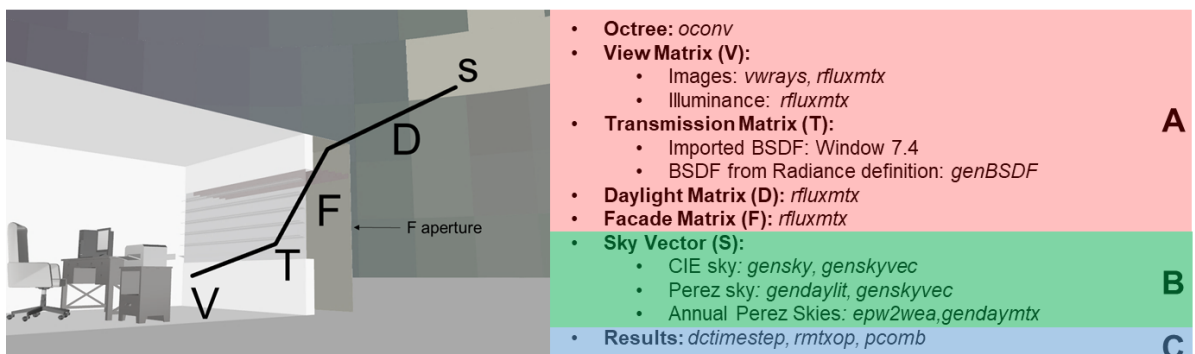 S
D
F
F aperture
T
V
• Octree: oconv
• View Matrix (V):
• Images: vwrays, rfluxmtx
• Illuminance: rfluxmtx
• Transmission Matrix (T):
• Imported BSDF: Window 7.4
• BSDF from Radiance definition: genBSDF
• Daylight Matrix (D): rfluxmtx
• Facade Matrix (F): rfluxmtx
A
• Sky Vector (S):
• CIE sky: gensky, genskyvec
• Perez sky: gendaylit, genskyvec
• Annual Perez Skies: epw2wea,gendaymtx
B
• Results: dctimestep, rmtxop, pcomb
C